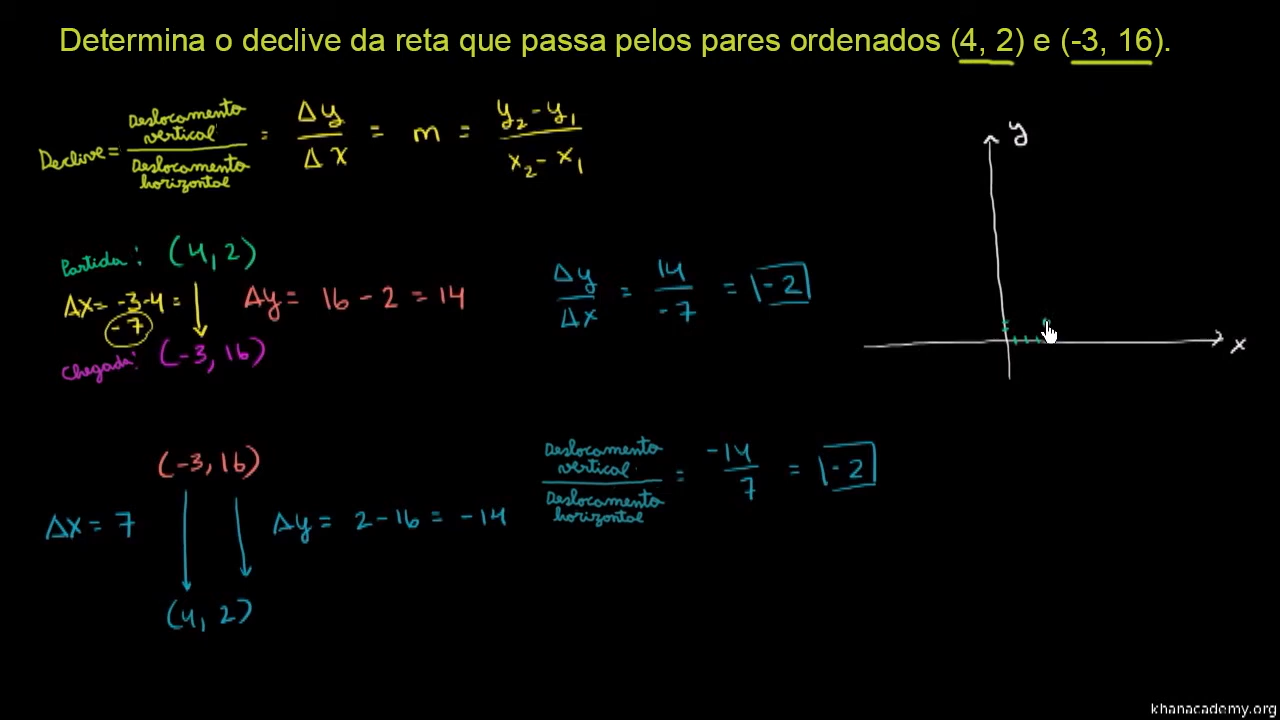 Determina o declive da reta que passa pelos pares ordenados (4, 2) e (-3, 16).
Declive = Deslocamento vertical / Deslocamento horizontal = Δy / Δx = m = y₂ - y₁ / x₂ - x₁
y
Partida: (4, 2)
Δx = -3-4 = -7
Δy = 16 - 2 = 14
Δy / Δx = 14 / -7 = -2
Chegada: (-3, 16)
x
(-3, 16)
Δx = 7
Δy = 2 - 16 = -14
Deslocamento vertical / Deslocamento horizontal = -14 / 7 = -2
(4, 2)
khanacademy.org